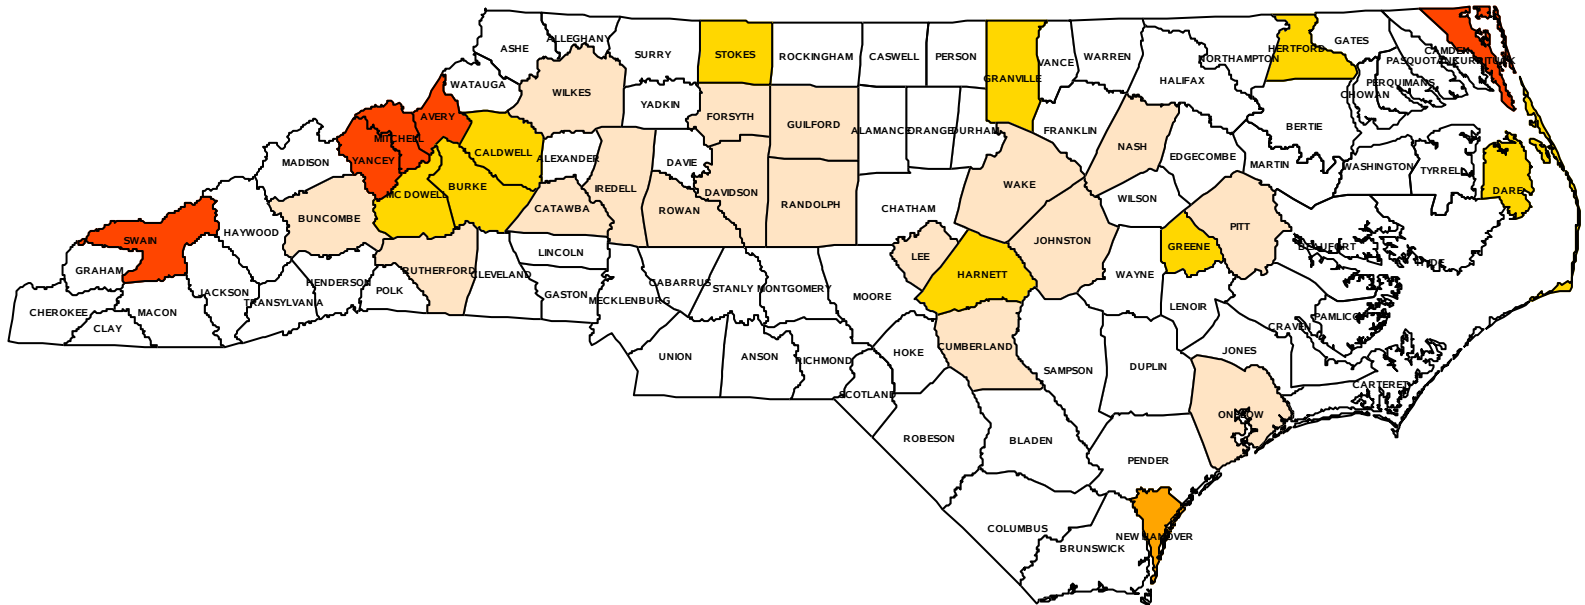 ALLEGHANY
ASHE
SURRY
STOKES
ROCKINGHAM
CASWELL
PERSON
GRANVILLE
VANCE
WARREN
NORTHAMPTON
HERTFORD
GATES
CAMDEN
PASQUOTANK
CURRITUCK
PERQUIMANS
CHOWAN
HALIFAX
WATAUGA
WILKES
YADKIN
FORSYTH
GUILFORD
ALAMANCE
ORANGE
DURHAM
FRANKLIN
NASH
BERTIE
AVERY
MITCHELL
YANCEY
MADISON
CALDWELL
ALEXANDER
DAVIE
EDGECOMBE
MARTIN
WASHINGTON
TYRRELL
DARE
MC DOWELL
BURKE
IREDELL
DAVIDSON
RANDOLPH
WAKE
WILSON
BUNCOMBE
CATAWBA
ROWAN
CHATHAM
PITT
SWAIN
HAYWOOD
LINCOLN
LEE
JOHNSTON
GREENE
BEAUFORT
HYDE
GRAHAM
RUTHERFORD
CLEVELAND
HARNETT
WAYNE
HENDERSON
POLK
JACKSON
TRANSYLVANIA
GASTON
MECKLENBURG
CABARRUS
STANLY
MONTGOMERY
MOORE
LENOIR
CHEROKEE
MACON
CLAY
CRAVEN
PAMLICO
UNION
ANSON
RICHMOND
HOKE
CUMBERLAND
SAMPSON
DUPLIN
JONES
CARTERET
SCOTLAND
ONSLOW
ROBESON
BLADEN
PENDER
COLUMBUS
BRUNSWICK
NEW HANOVER